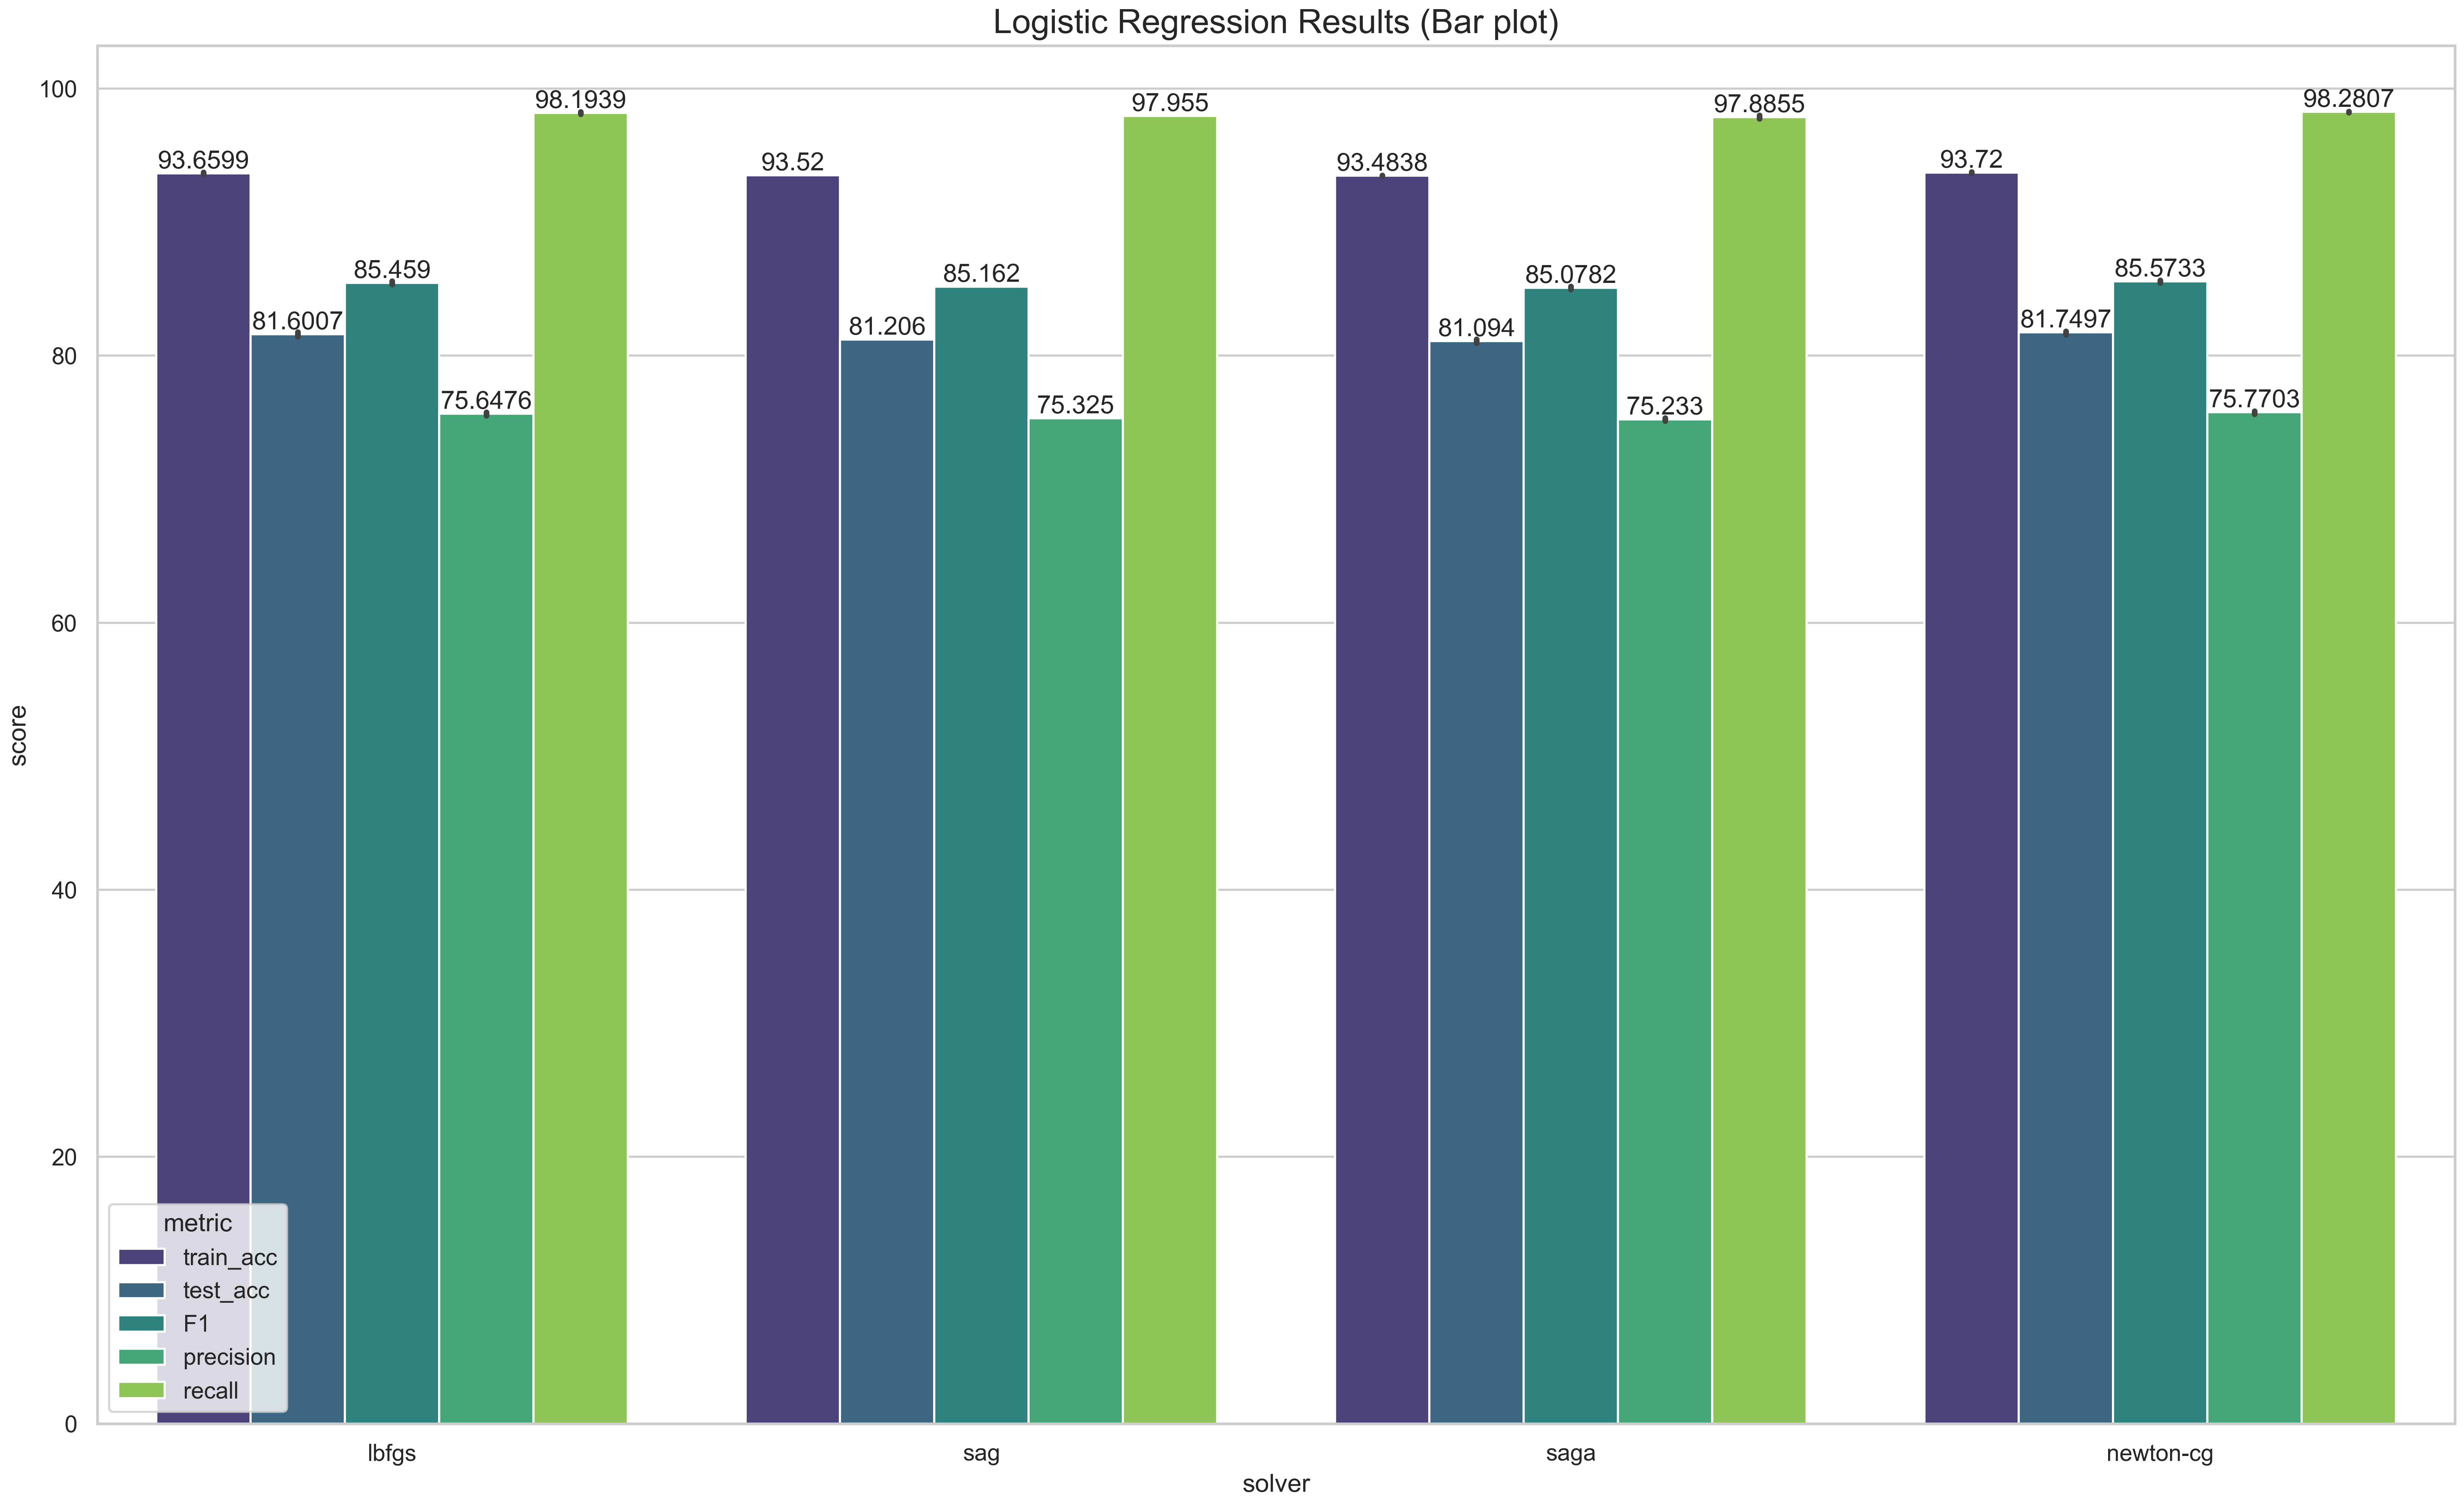 Logistic Regression Results (Bar plot)
100
80
60
40
20
0
score
93.6599
81.6007
85.459
75.6476
98.1939
93.52
81.206
85.162
75.325
97.955
93.4838
81.094
85.0782
75.233
97.8855
93.72
81.7497
85.5733
75.7703
98.2807
metric
train_acc
test_acc
F1
precision
recall
lbfgs
sag
saga
newton-cg
solver